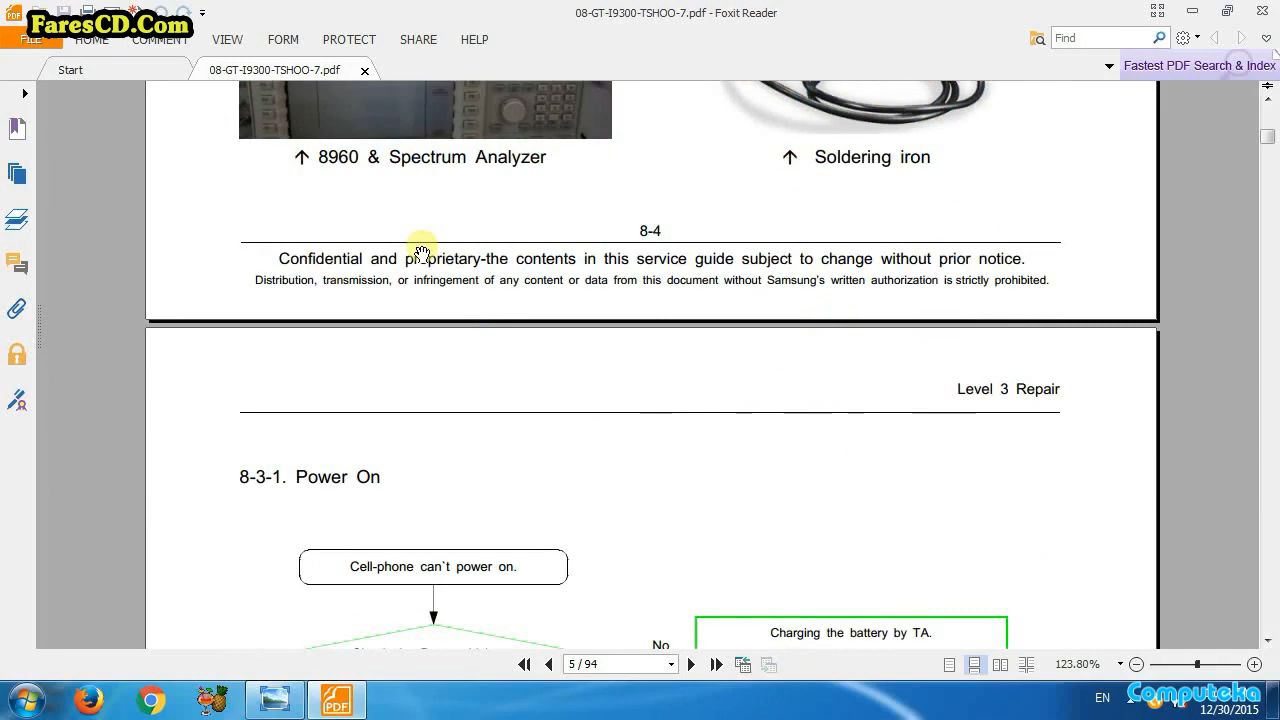 FaresCD.Com
08-GT-I9300-TSHOO-7.pdf - Foxit Reader
FILE HOME COMMENT VIEW FORM PROTECT SHARE HELP
Find
Start
08-GT-I9300-TSHOO-7.pdf
Fastest PDF Search & Index
↑ 8960 & Spectrum Analyzer
↑ Soldering iron
8-4
Confidential and proprietary-the contents in this service guide subject to change without prior notice.
Distribution, transmission, or infringement of any content or data from this document without Samsung's written authorization is strictly prohibited.
Level 3 Repair
8-3-1. Power On
Cell-phone can`t power on.
No
Charging the battery by TA.
5 / 94
123.80%
EN
Computeka
12/30/2015